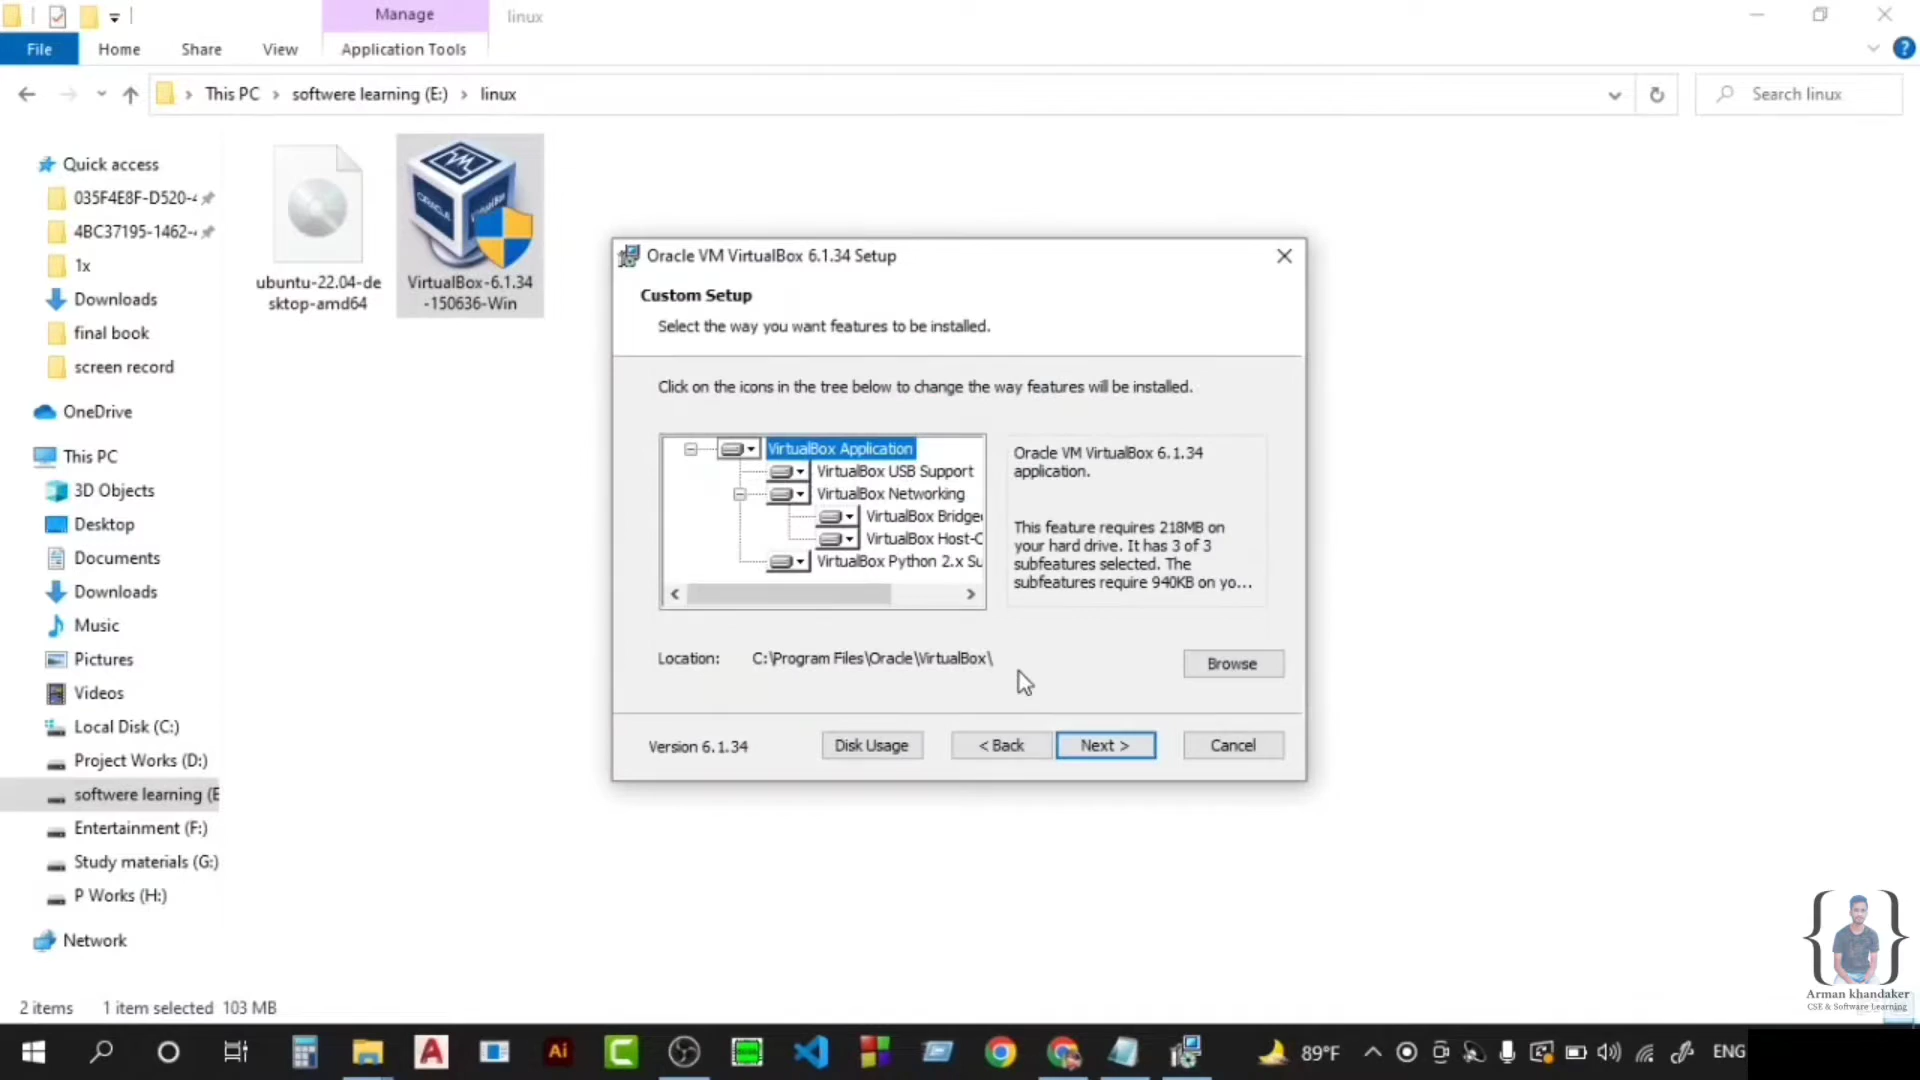 Manage
linux
File
Home
Share
View
Application Tools
This PC
softwere learning (E:)
linux
Search linux
Quick access
035F4E8F-D520-
4BC37195-1462-
1x
Downloads
final book
screen record
OneDrive
This PC
3D Objects
Desktop
Documents
Downloads
Music
Pictures
Videos
Local Disk (C:)
Project Works (D:)
softwere learning (E
Entertainment (F:)
Study materials (G:)
P Works (H:)
Network
ubuntu-22.04-de
sktop-amd64
VirtualBox-6.1.34
-150636-Win
Oracle VM VirtualBox 6.1.34 Setup
Custom Setup
Select the way you want features to be installed.
Click on the icons in the tree below to change the way features will be installed.
VirtualBox Application
VirtualBox USB Support
VirtualBox Networking
VirtualBox Bridge
VirtualBox Host-C
VirtualBox Python 2.x Su
Oracle VM VirtualBox 6.1.34
application.
This feature requires 218MB on
your hard drive. It has 3 of 3
subfeatures selected. The
subfeatures require 940KB on yo...
Location: C:\Program Files\Oracle\VirtualBox\
Browse
Version 6.1.34
Disk Usage
< Back
Next >
Cancel
2 items 1 item selected 103 MB
Arman khandaker
CSE & Software Learning
89°F
ENG